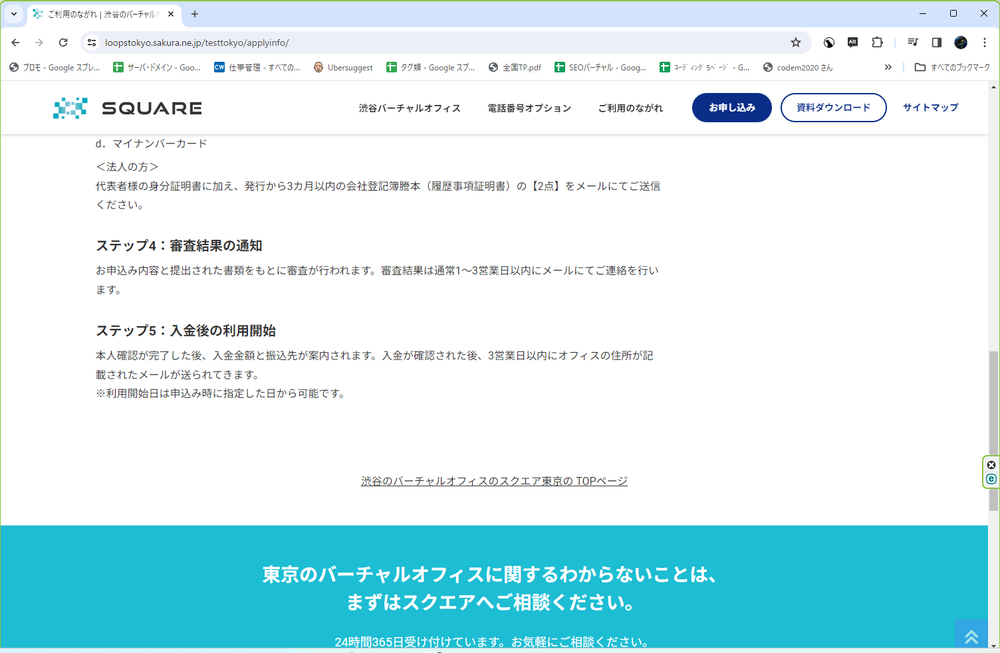 ご利用のながれ | 渋谷のバーチャルオ
loopstokyo.sakura.ne.jp/testtokyo/applyinfo/
プロモ - Google スプレ... サーバ・ドメイン - Goo... 仕事管理 - すべての... Ubersuggest タグ類 - Google スプ... 全国TP.pdf SEOバーチャル - Goog... ｺｰﾃﾞｨﾝｸﾞ 5ﾍﾟｰｼﾞ - G... codem2020 さん すべてのブックマーク
SQUARE 渋谷バーチャルオフィス 電話番号オプション ご利用のながれ お申し込み 資料ダウンロード サイトマップ
d．マイナンバーカード
＜法人の方＞
代表者様の身分証明書に加え、発行から3カ月以内の会社登記簿謄本（履歴事項証明書）の【2点】をメールにてご送信
ください。
ステップ4：審査結果の通知
お申込み内容と提出された書類をもとに審査が行われます。審査結果は通常1〜3営業日以内にメールにてご連絡を行い
ます。
ステップ5：入金後の利用開始
本人確認が完了した後、入金金額と振込先が案内されます。入金が確認された後、3営業日以内にオフィスの住所が記
載されたメールが送られてきます。
※利用開始日は申込み時に指定した日から可能です。
渋谷のバーチャルオフィスのスクエア東京の TOPページ
東京のバーチャルオフィスに関するわからないことは、
まずはスクエアへご相談ください。
24時間365日受け付けています。お気軽にご相談ください。